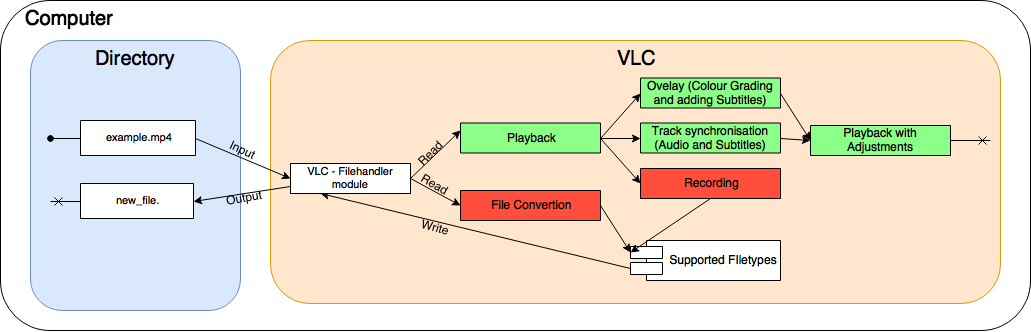 Computer
Directory
VLC
example.mp4
Input
new_file.
Output
VLC - Filehandler
module
Read
Read
Write
Playback
File Convertion
Ovelay (Colour Grading
and adding Subtitles)
Track synchronisation
(Audio and Subtitles)
Recording
Playback with
Adjustments
Supported FIletypes